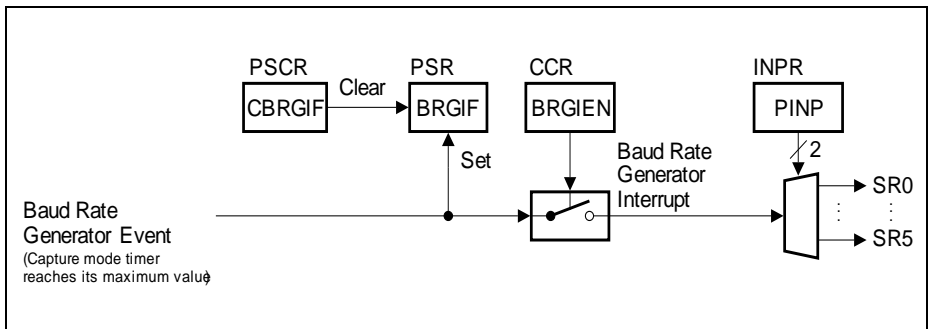 PSCR
PSR
CCR
INPR
CBRGIF
Clear
BRGIF
BRGIEN
PINP
Set
2
Baud Rate
Generator
Interrupt
SR0
SR5
Baud Rate
Generator Event
(Capture mode timer
reaches its maximum value)